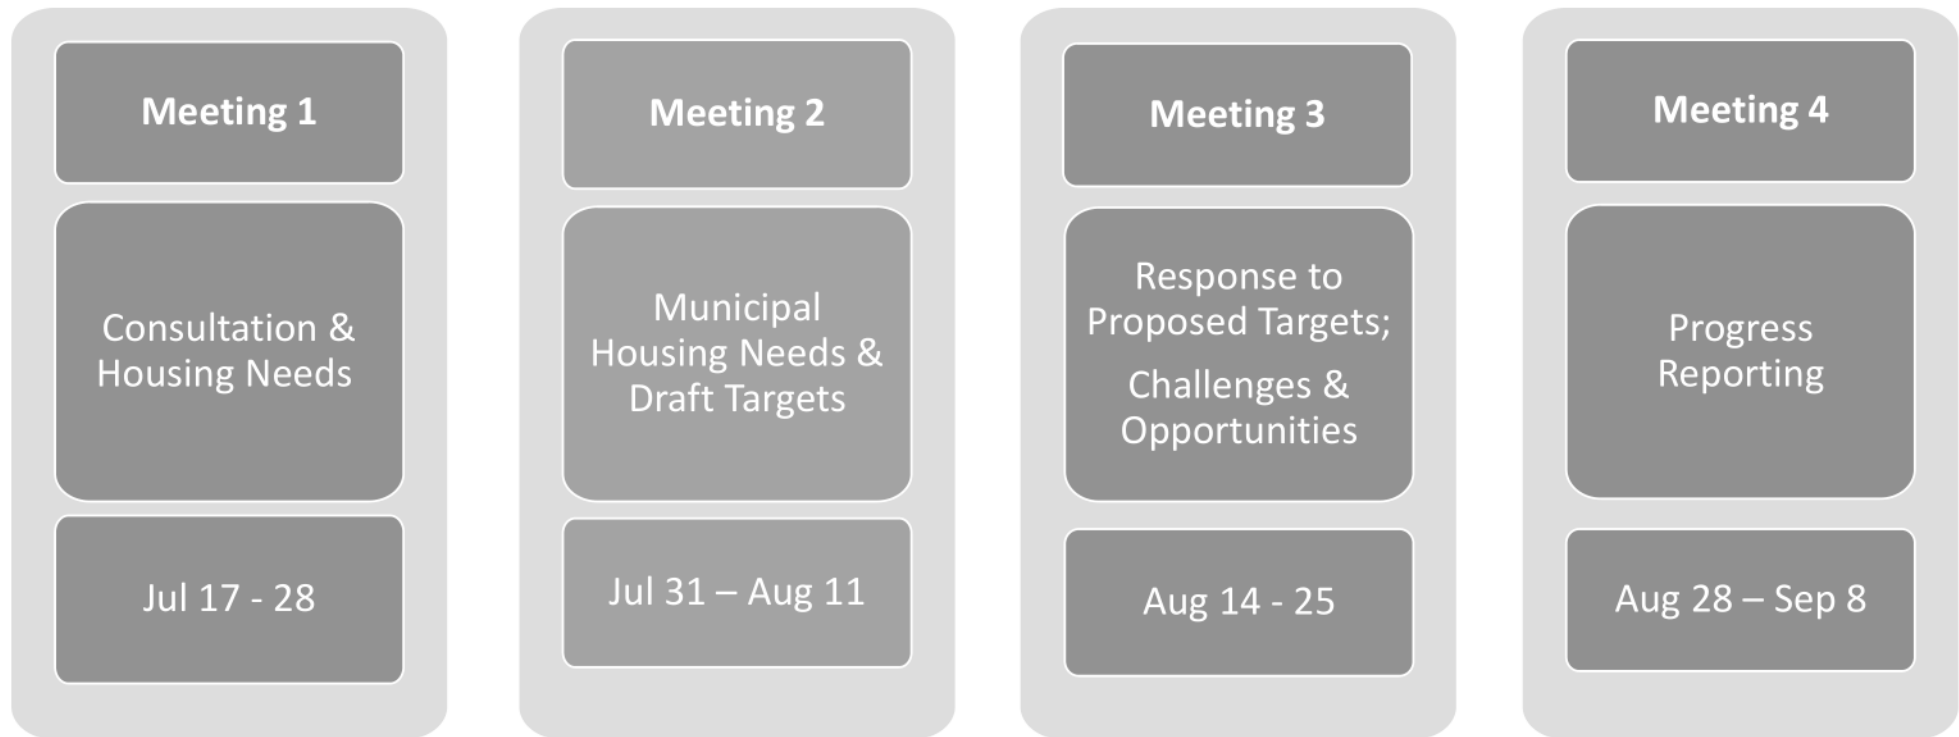 Meeting 1
Consultation &
Housing Needs
Jul 17 - 28
Meeting 2
Municipal
Housing Needs &
Draft Targets
Jul 31 – Aug 11
Meeting 3
Response to
Proposed Targets;
Challenges &
Opportunities
Aug 14 - 25
Meeting 4
Progress
Reporting
Aug 28 – Sep 8